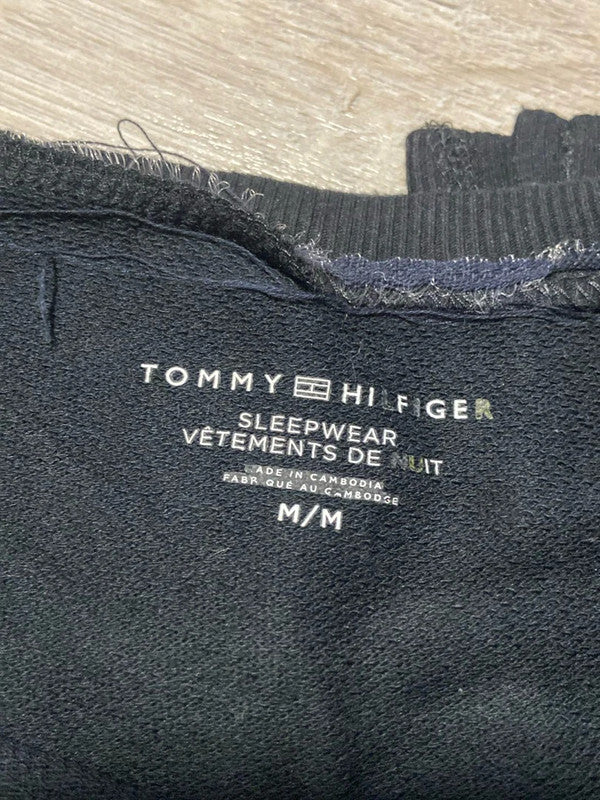 TOMMY HILFIGER
SLEEPWEAR
VÊTEMENTS DE NUIT
MADE IN CAMBODIA
FABRIQUÉ AU CAMBODGE
M/M